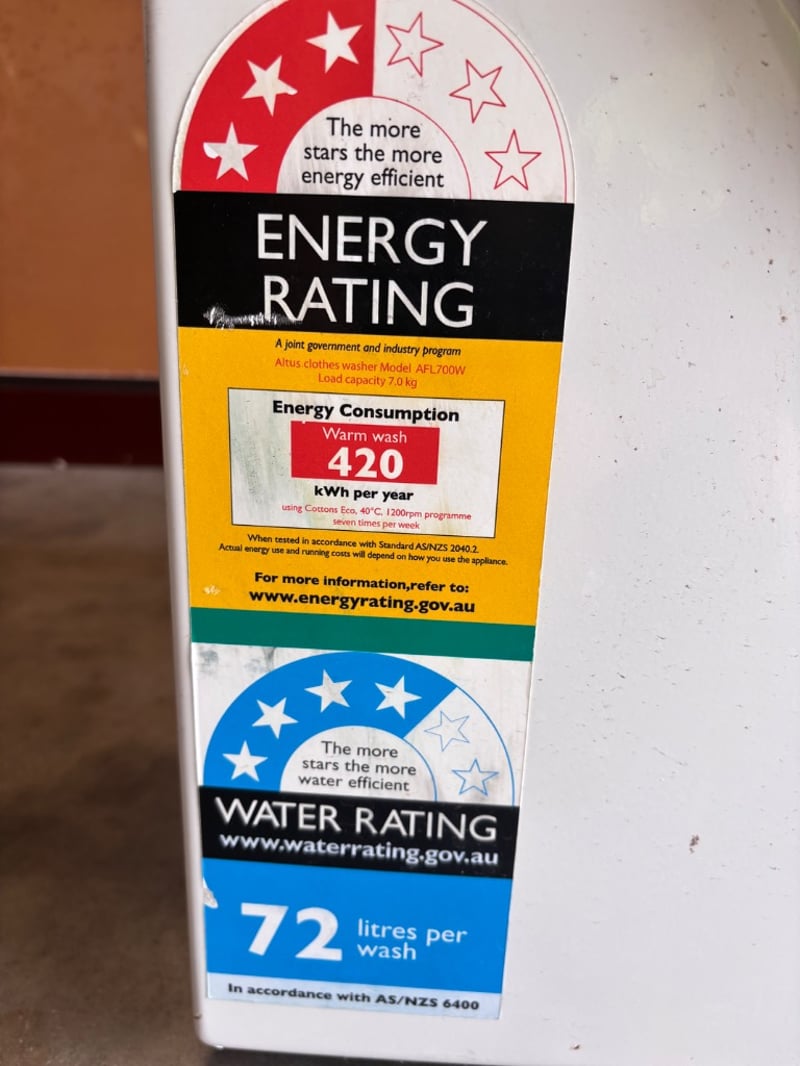 The more
stars the more
energy efficient
ENERGY
RATING
A joint government and industry program
Altus clothes washer Model AFL700W
Load capacity 7.0 kg
Energy Consumption
Warm wash
420
kWh per year
using Cottons Eco, 40°C, 1200rpm programme
seven times per week
When tested in accordance with Standard AS/NZS 2040.2.
Actual energy use and running costs will depend on how you use the appliance.
For more information,refer to:
www.energyrating.gov.au
The more
stars the more
water efficient
WATER RATING
www.waterrating.gov.au
72 litres per
wash
In accordance with AS/NZS 6400